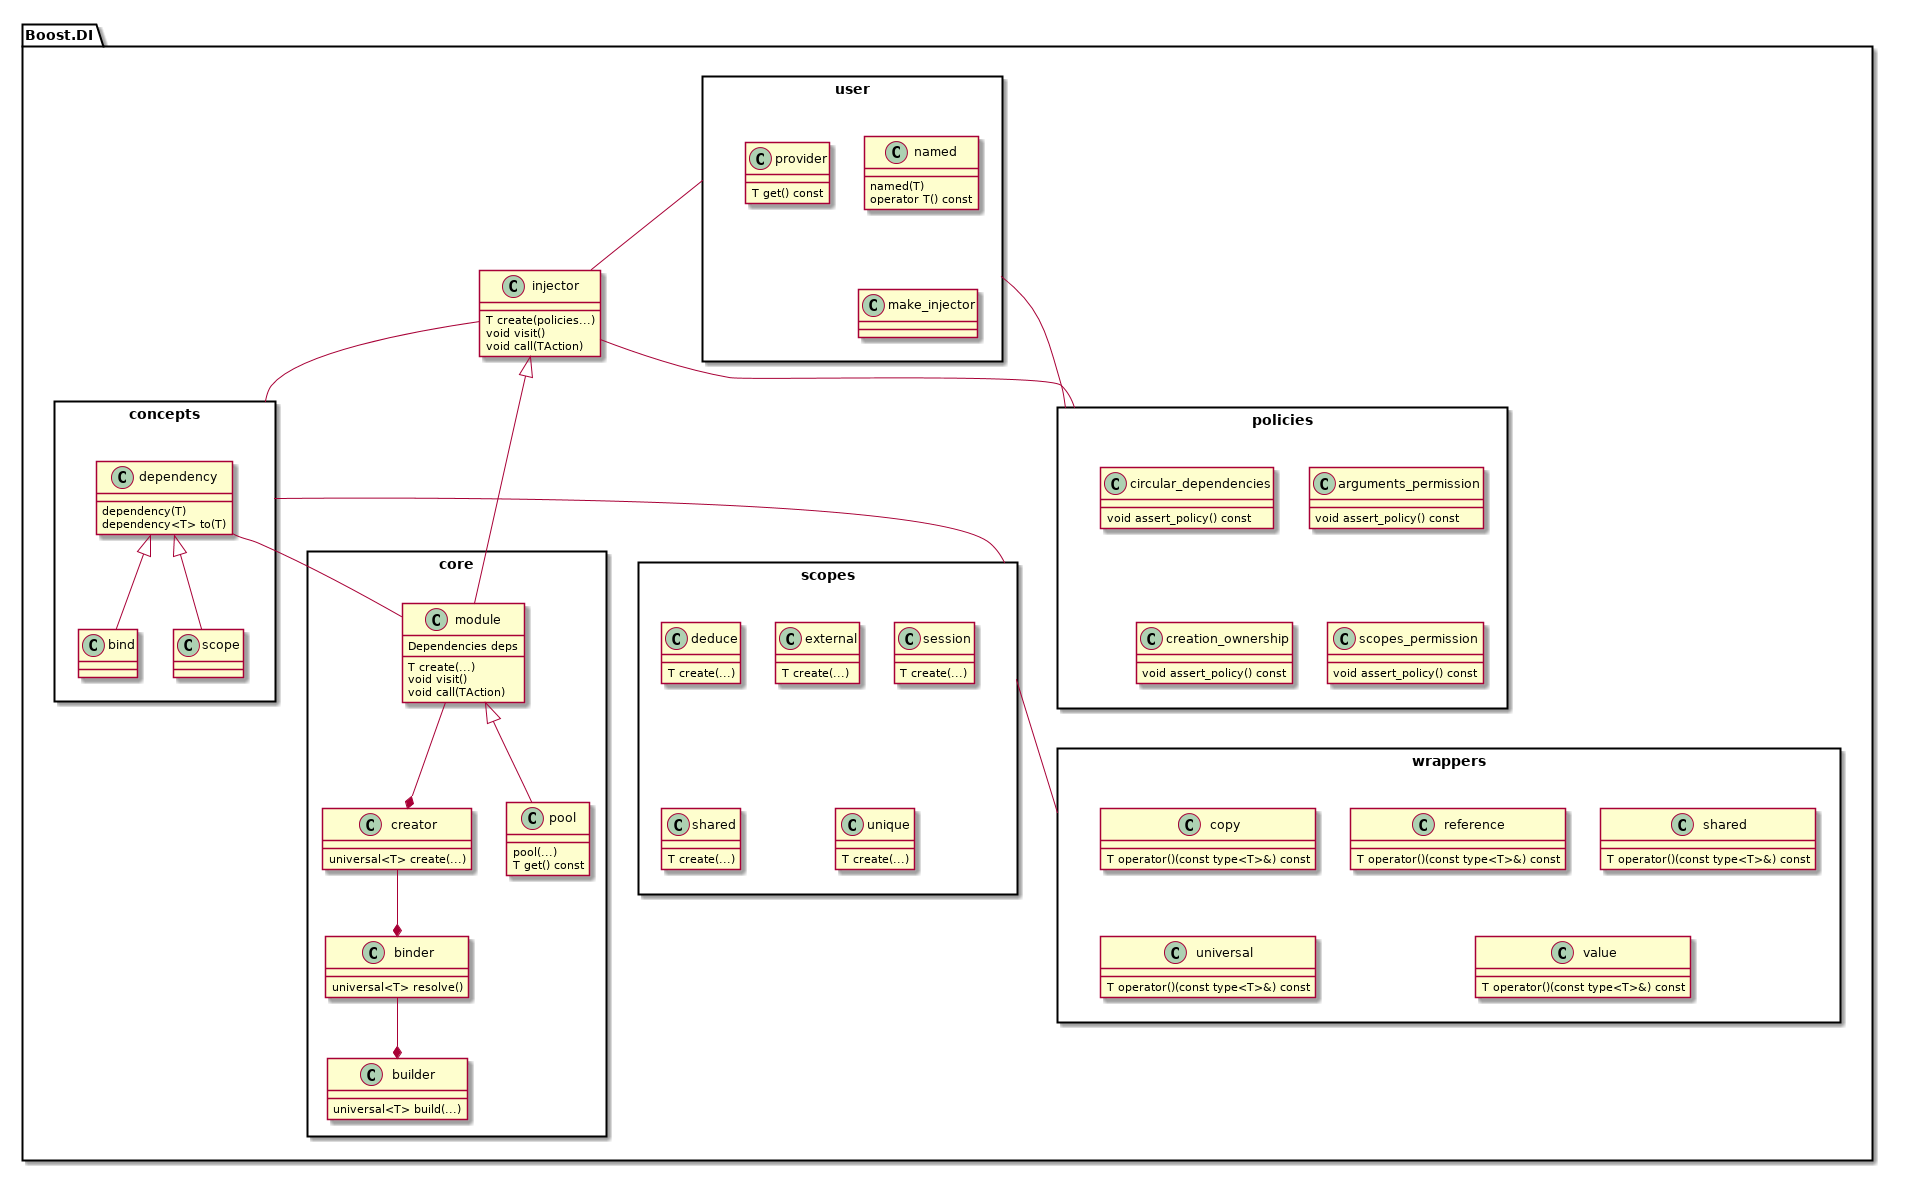 Boost.DI
user
C provider
T get() const
C named
named(T)
operator T() const
C make_injector
C injector
T create(policies...)
void visit()
void call(TAction)
concepts
C dependency
dependency(T)
dependency<T> to(T)
C bind
C scope
core
C module
Dependencies deps
T create(...)
void visit()
void call(TAction)
C creator
universal<T> create(...)
C pool
pool(...)
T get() const
C binder
universal<T> resolve()
C builder
universal<T> build(...)
scopes
C deduce
T create(...)
C external
T create(...)
C session
T create(...)
C shared
T create(...)
C unique
T create(...)
policies
C circular_dependencies
void assert_policy() const
C arguments_permission
void assert_policy() const
C creation_ownership
void assert_policy() const
C scopes_permission
void assert_policy() const
wrappers
C copy
T operator()(const type<T>&) const
C reference
T operator()(const type<T>&) const
C shared
T operator()(const type<T>&) const
C universal
T operator()(const type<T>&) const
C value
T operator()(const type<T>&) const